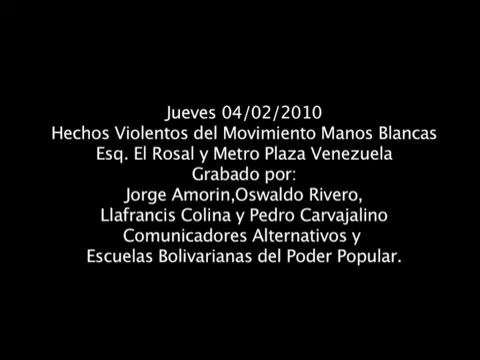 Jueves 04/02/2010
Hechos Violentos del Movimiento Manos Blancas
Esq. El Rosal y Metro Plaza Venezuela
Grabado por:
Jorge Amorin,Oswaldo Rivero,
Llafrancis Colina y Pedro Carvajalino
Comunicadores Alternativos y
Escuelas Bolivarianas del Poder Popular.